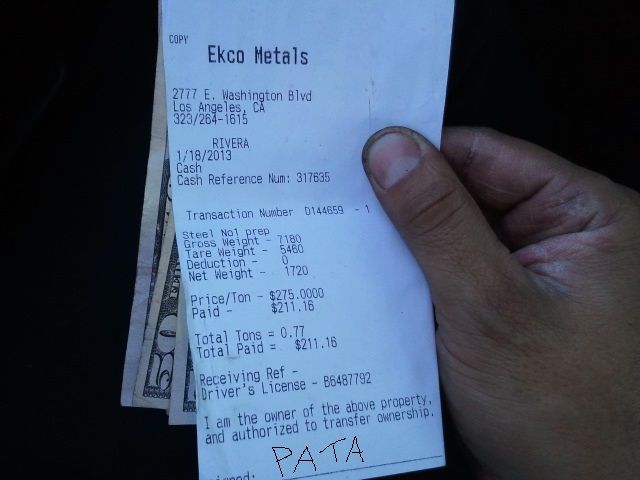 COPY
Ekco Metals
2777 E. Washington Blvd
Los Angeles, CA
323/264-1615
RIVERA
1/18/2013
Cash
Cash Reference Num: 317635
Transaction Number D144659 - 1
Steel No1 prep
Gross Weight - 7180
Tare Weight - 5460
Deduction - 0
Net Weight - 1720
Price/Ton - $275.0000
Paid - $211.16
Total Tons = 0.77
Total Paid = $211.16
Receiving Ref -
Driver's License - B6487792
I am the owner of the above property,
and authorized to transfer ownership.
PATA